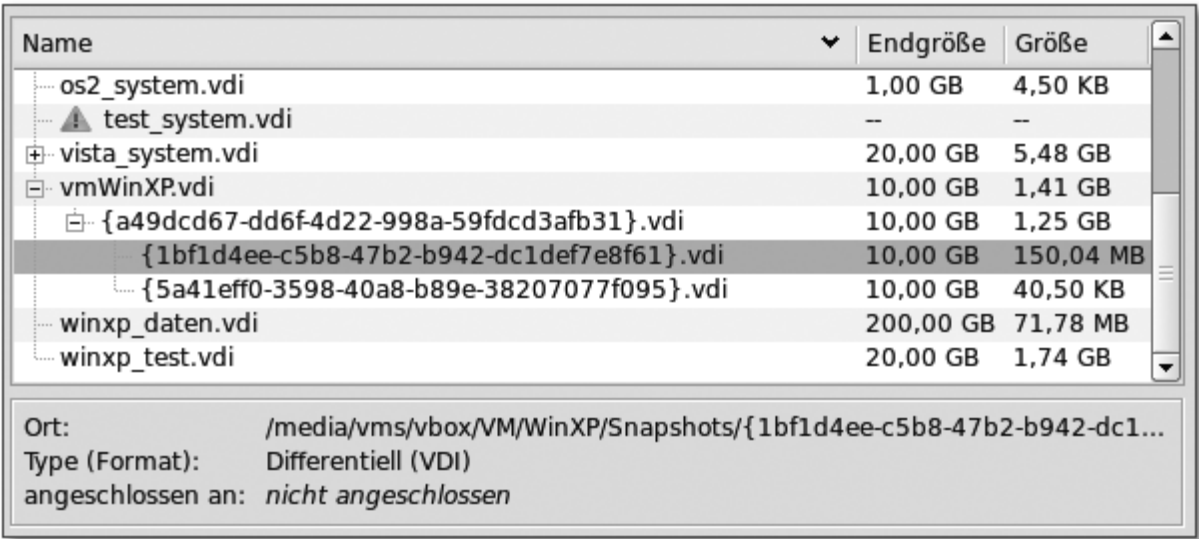 Name Endgröße Größe
os2_system.vdi 1,00 GB 4,50 KB
test_system.vdi -- --
vista_system.vdi 20,00 GB 5,48 GB
vmWinXP.vdi 10,00 GB 1,41 GB
{a49dcd67-dd6f-4d22-998a-59fdcd3afb31}.vdi 10,00 GB 1,25 GB
{1bf1d4ee-c5b8-47b2-b942-dc1def7e8f61}.vdi 10,00 GB 150,04 MB
{5a41eff0-3598-40a8-b89e-38207077f095}.vdi 10,00 GB 40,50 KB
winxp_daten.vdi 200,00 GB 71,78 MB
winxp_test.vdi 20,00 GB 1,74 GB
Ort: /media/vms/vbox/VM/WinXP/Snapshots/{1bf1d4ee-c5b8-47b2-b942-dc1...
Type (Format): Differentiell (VDI)
angeschlossen an: nicht angeschlossen